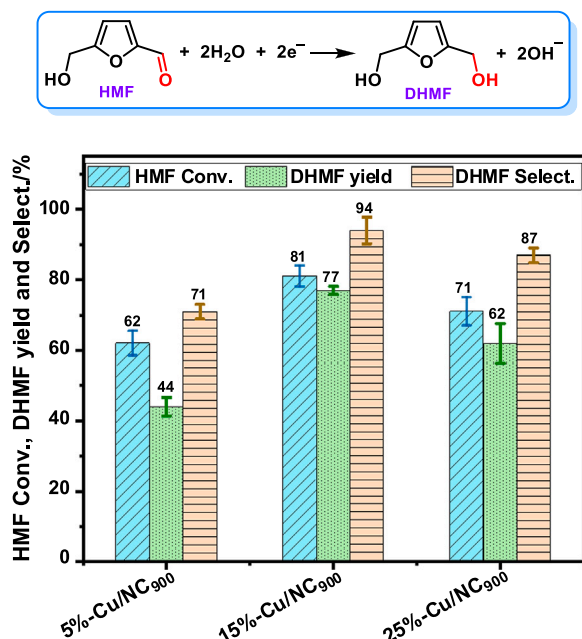 HO O O + 2H₂O + 2e⁻ HO O OH + 2OH⁻
HMF DHMF
HMF Conv., DHMF yield and Select./%
HMF Conv. DHMF yield DHMF Select.
100
80
60
40
20
0
62 44 71
81 77 94
71 62 87
5%-Cu/NC₉₀₀ 15%-Cu/NC₉₀₀ 25%-Cu/NC₉₀₀